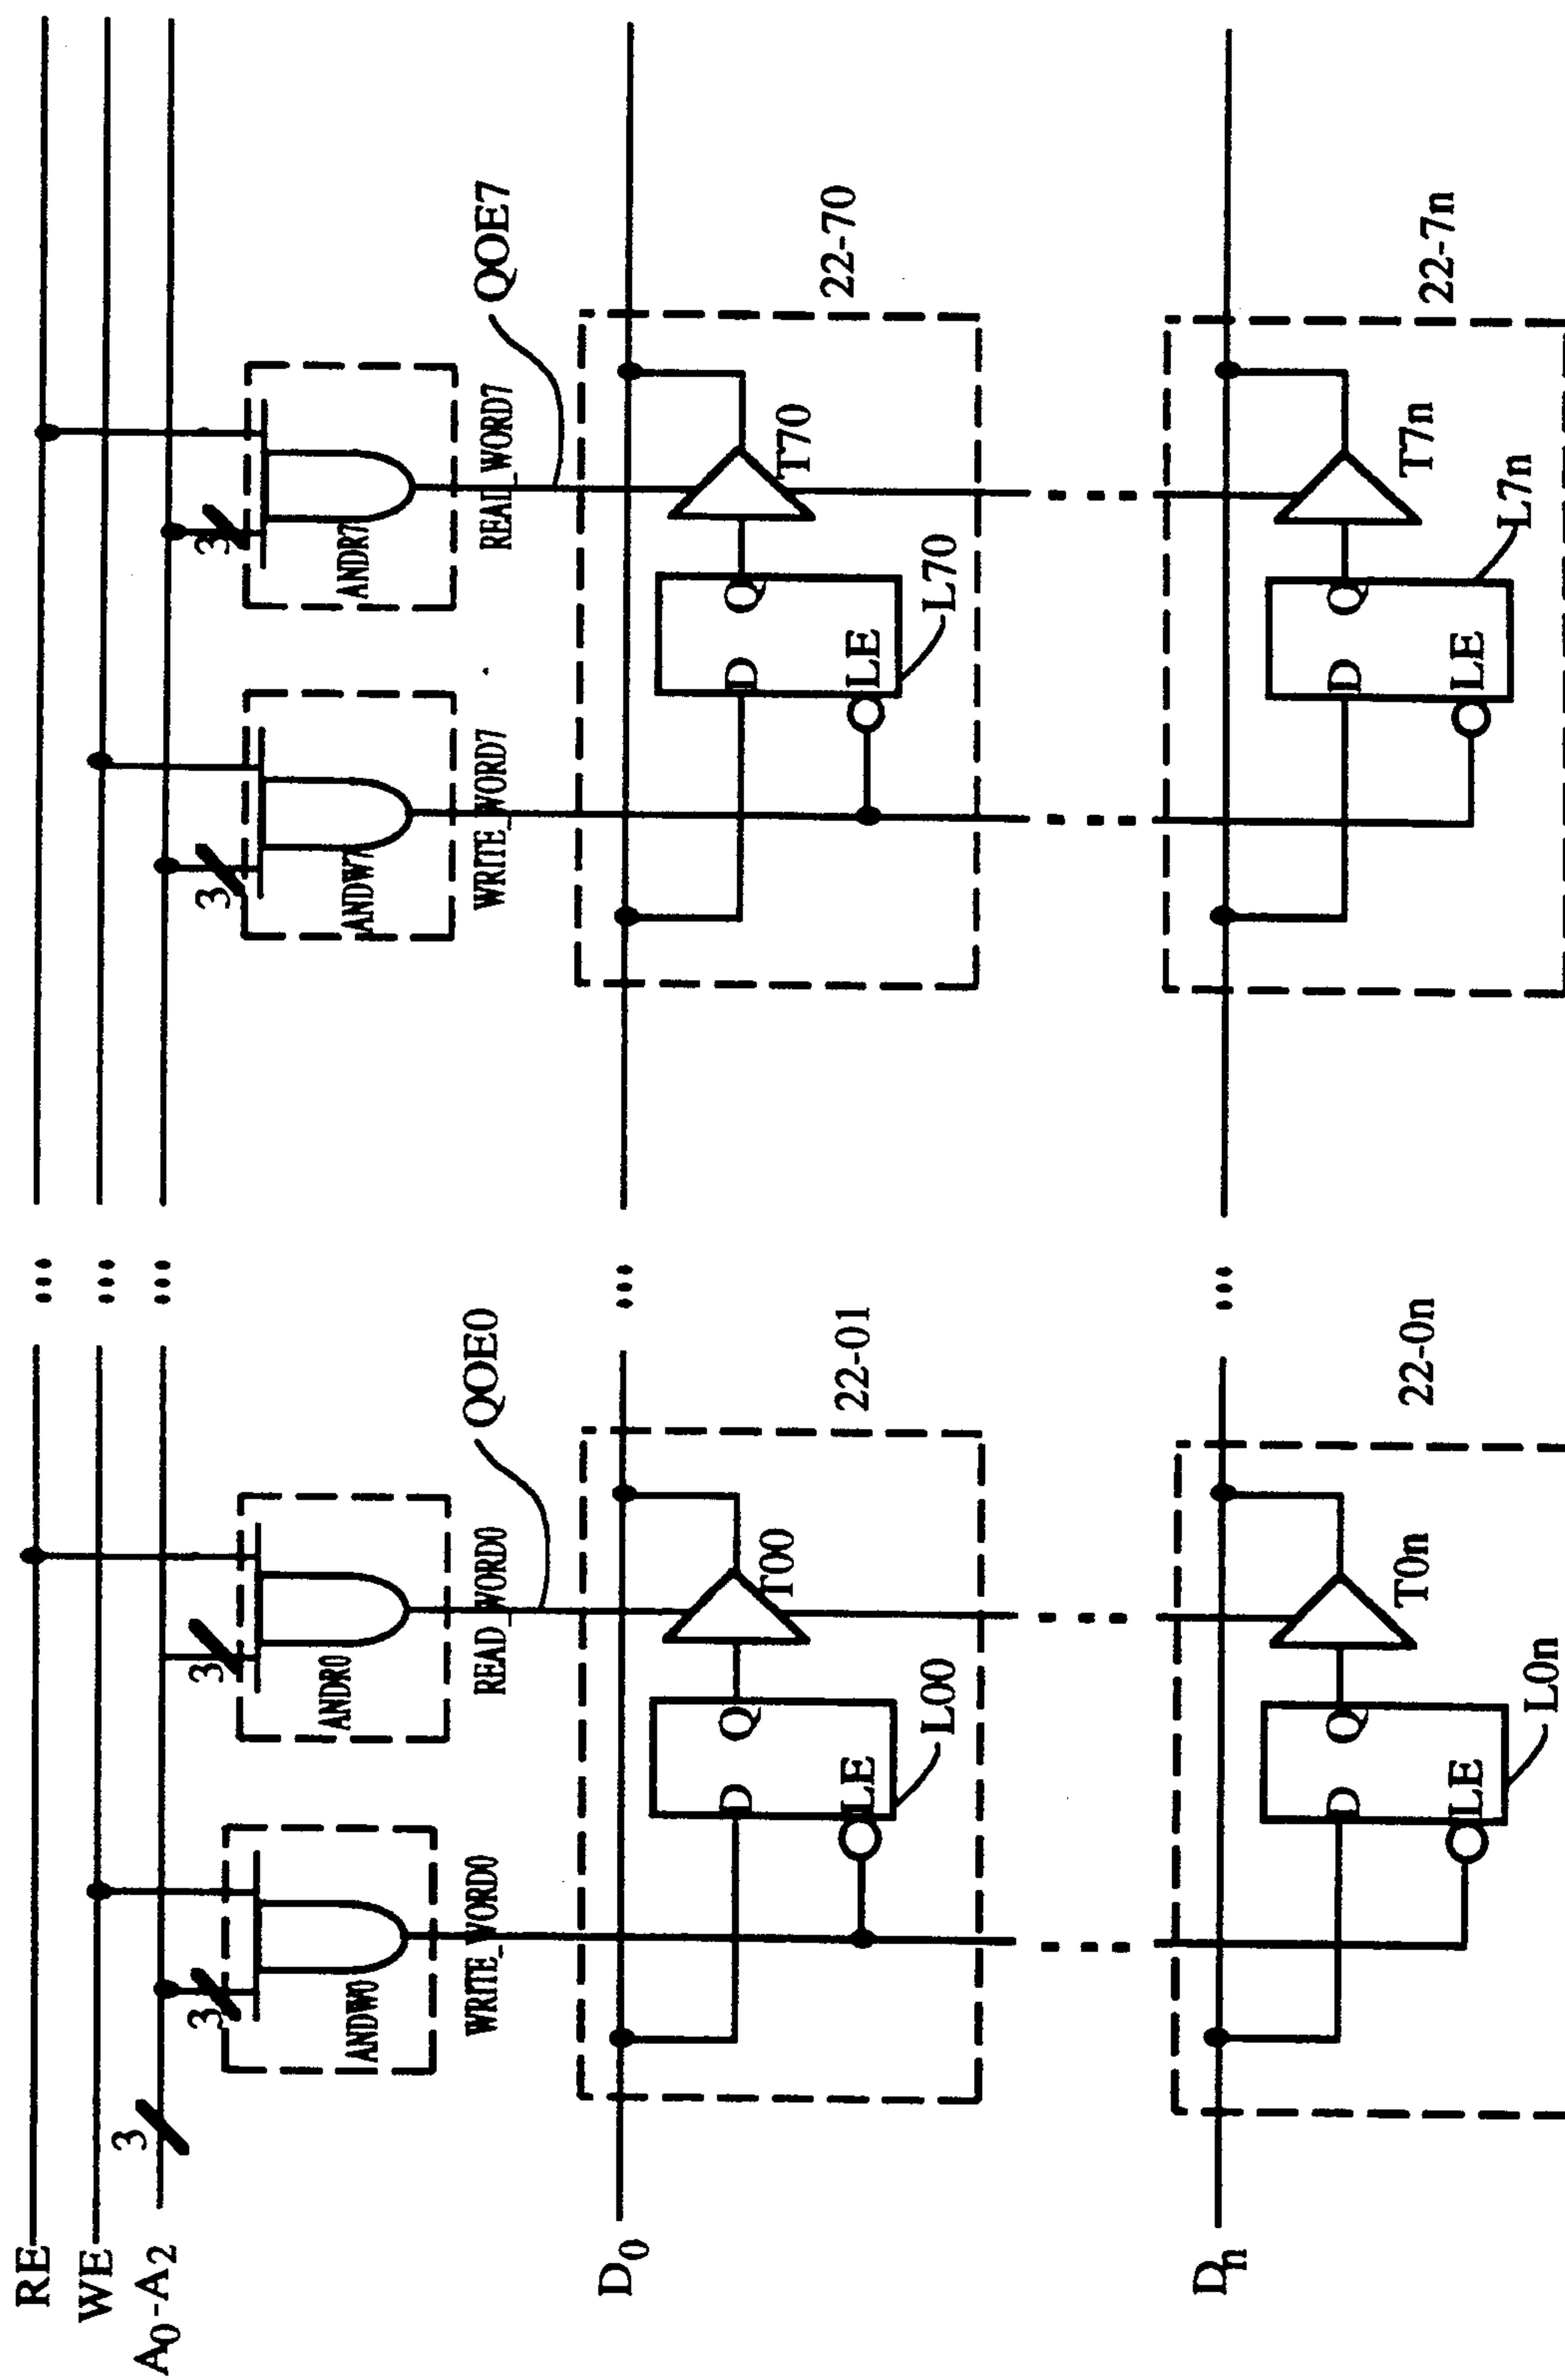 RE
WE
A0-A2
3
3
3
3
3
ANDW0
ANDR0
ANDW7
ANDR7
WRITE_WORD0
READ_WORD0
QOE0
WRITE_WORD7
READ_WORD7
QOE7
D0
D
Q
LE
T00
L00
22-01
D
Q
LE
T70
L70
22-70
Dn
D
Q
LE
T0n
L0n
22-0n
D
Q
LE
T7n
L7n
22-7n